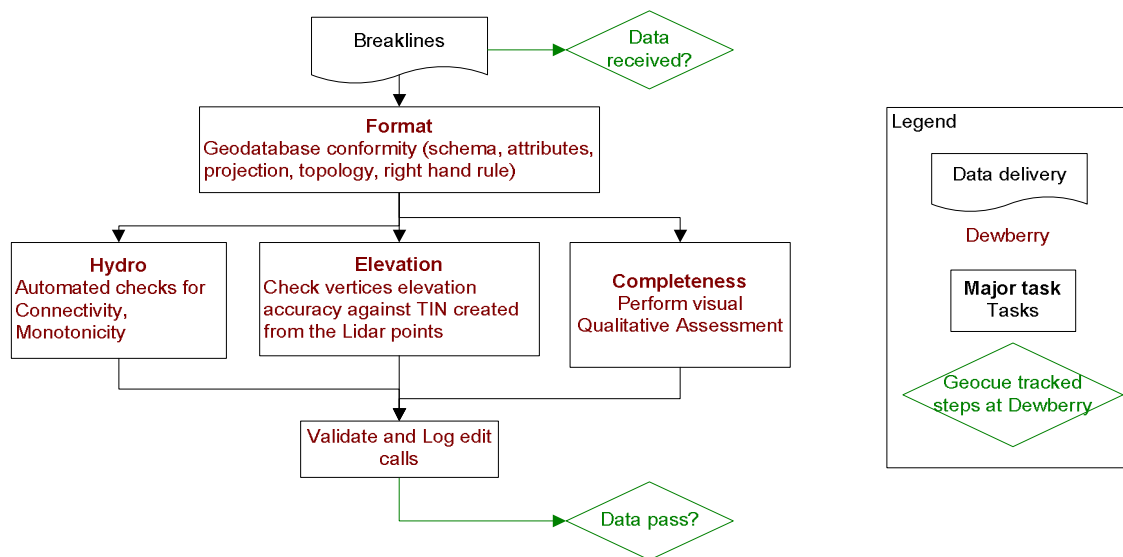 Breaklines
Data
received?
Format
Geodatabase conformity (schema, attributes,
projection, topology, right hand rule)
Hydro
Automated checks for
Connectivity,
Monotonicity
Elevation
Check vertices elevation
accuracy against TIN created
from the Lidar points
Completeness
Perform visual
Qualitative Assessment
Validate and Log edit
calls
Data pass?
Legend
Data delivery
Dewberry
Major task
Tasks
Geocue tracked
steps at Dewberry